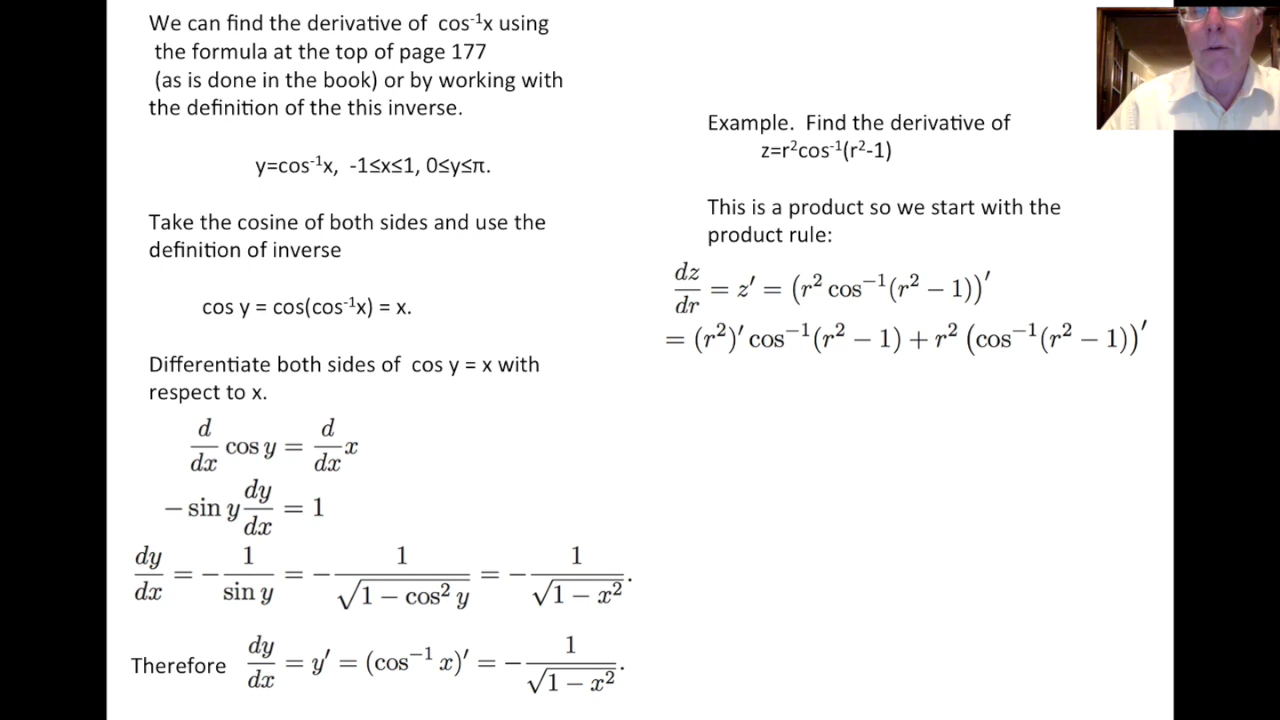 We can find the derivative of cos⁻¹x using
the formula at the top of page 177
(as is done in the book) or by working with
the definition of the this inverse.
y=cos⁻¹x, -1≤x≤1, 0≤y≤π.
Take the cosine of both sides and use the
definition of inverse
cos y = cos(cos⁻¹x) = x.
Differentiate both sides of cos y = x with
respect to x.
d/dx cos y = d/dx x
− sin y dy/dx = 1
dy/dx = − 1/sin y = − 1/√(1 − cos² y) = − 1/√(1 − x²).
Therefore dy/dx = y′ = (cos⁻¹ x)′ = − 1/√(1 − x²).
Example. Find the derivative of
z=r²cos⁻¹(r²-1)
This is a product so we start with the
product rule:
dz/dr = z′ = (r² cos⁻¹(r² − 1))′
= (r²)′ cos⁻¹(r² − 1) + r² (cos⁻¹(r² − 1))′